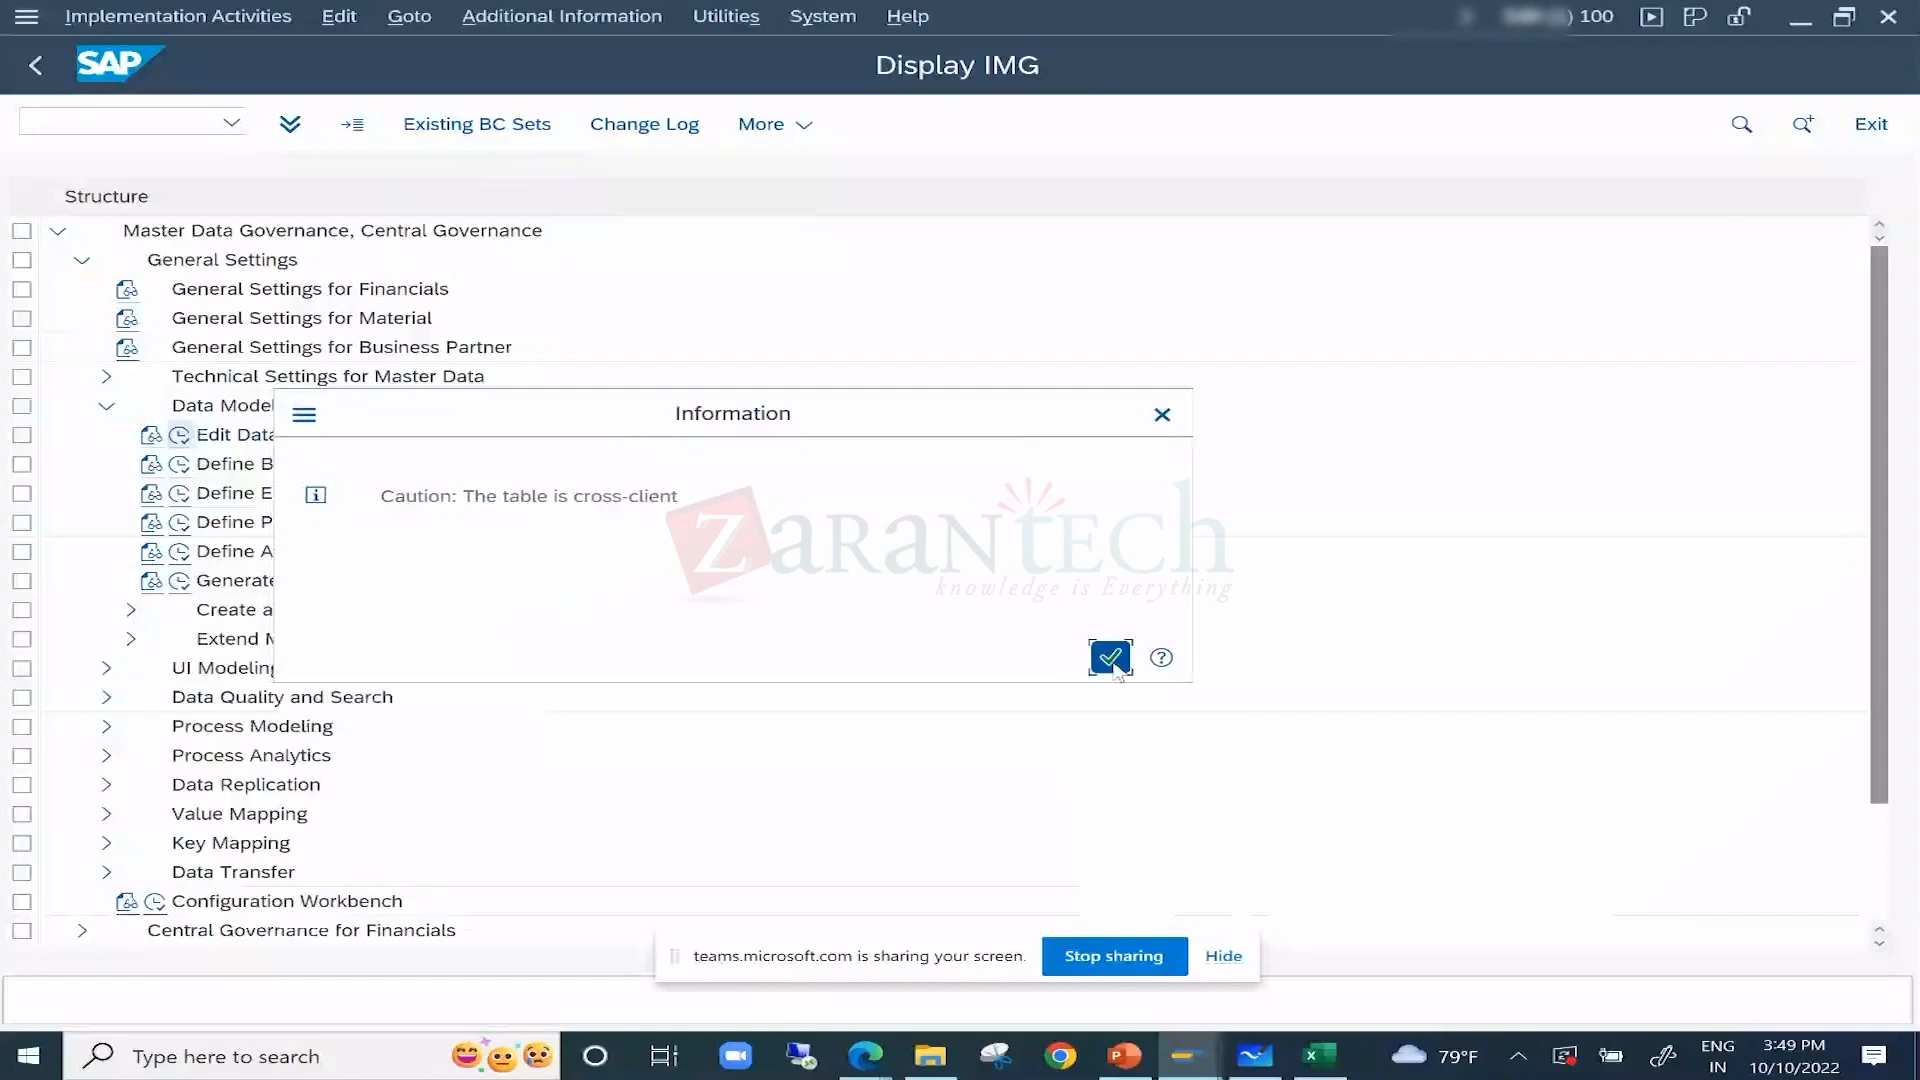 Implementation Activities Edit Goto Additional Information Utilities System Help 100
SAP Display IMG
Existing BC Sets Change Log More Exit
Structure
Master Data Governance, Central Governance
General Settings
General Settings for Financials
General Settings for Material
General Settings for Business Partner
Technical Settings for Master Data
Data Model
Information
Edit Data
Define B
Define E
Caution: The table is cross-client
Define P
Define A
ZaranTech
Generate
knowledge is Everything
Create a
Extend M
UI Modeling
Data Quality and Search
Process Modeling
Process Analytics
Data Replication
Value Mapping
Key Mapping
Data Transfer
Configuration Workbench
Central Governance for Financials
teams.microsoft.com is sharing your screen. Stop sharing Hide
Type here to search
79°F
ENG
IN
3:49 PM
10/10/2022